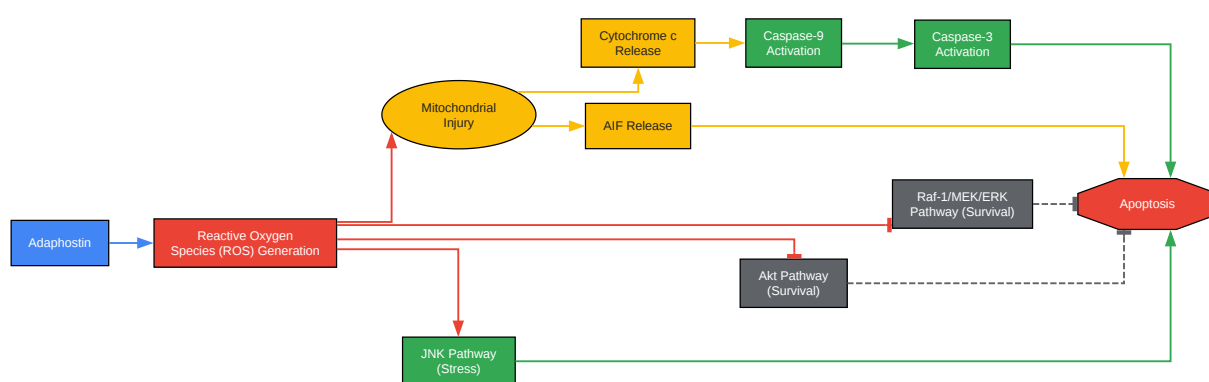 Cytochrome c
Release
Caspase-9
Activation
Caspase-3
Activation
Mitochondrial
Injury
AIF Release
Raf-1/MEK/ERK
Pathway (Survival)
Apoptosis
Adaphostin
Reactive Oxygen
Species (ROS) Generation
Akt Pathway
(Survival)
JNK Pathway
(Stress)